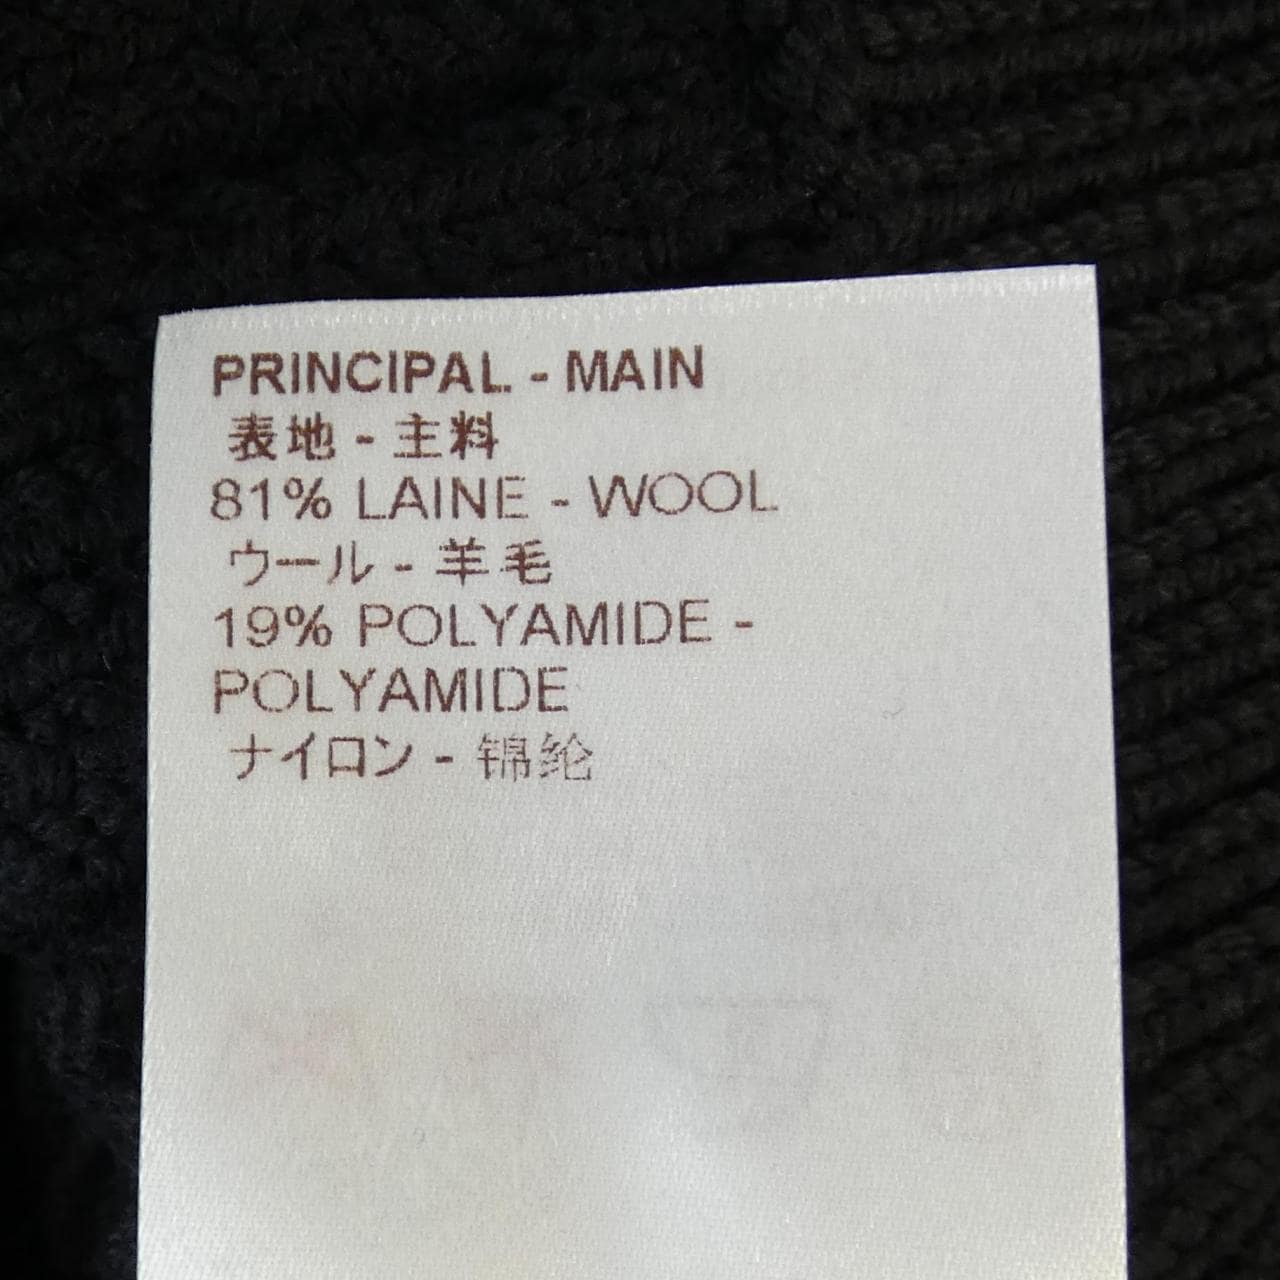 PRINCIPAL - MAIN
表地 - 主料
81% LAINE - WOOL
ウール - 羊毛
19% POLYAMIDE -
POLYAMIDE
ナイロン - 锦纶